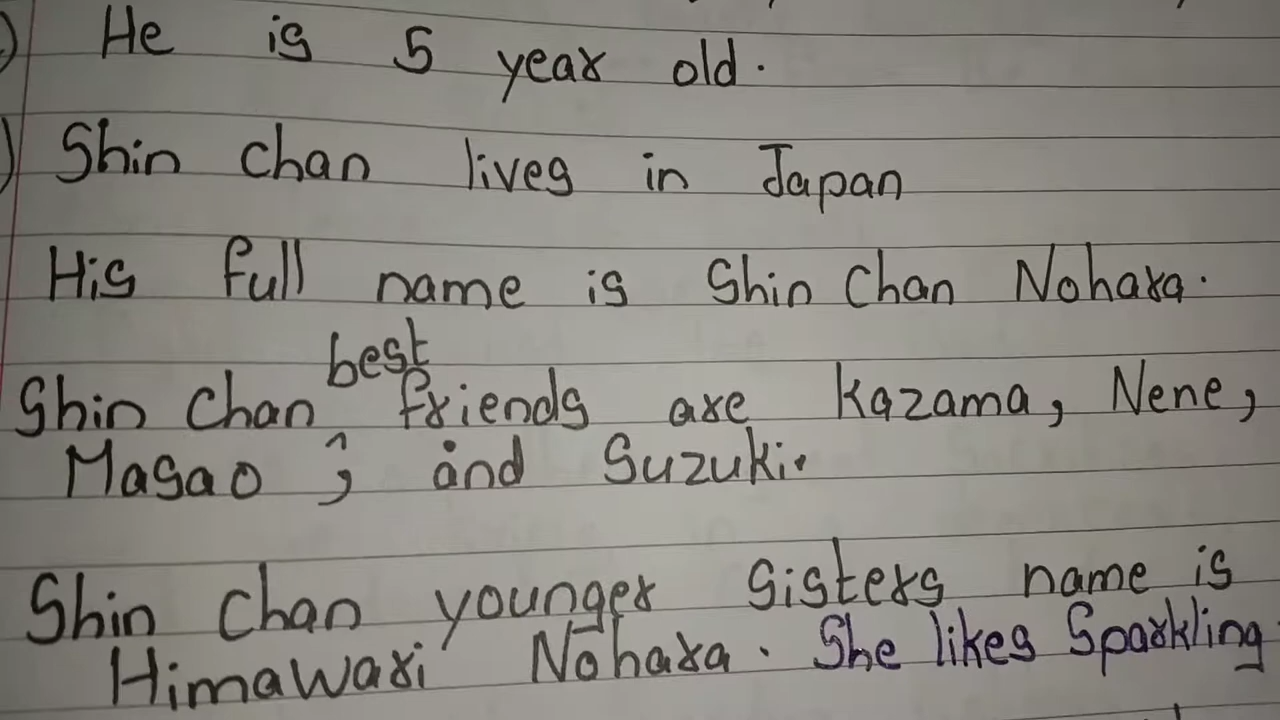 ) He is 5 year old.
) Shin Chan lives in Japan
His full name is Shin Chan Nohara.
best
Shin Chan ^ friends are Kazama, Nene,
Masao , and Suzuki.
Shin Chan younger sisters name is
Himawari Nohara. She likes Sparkling